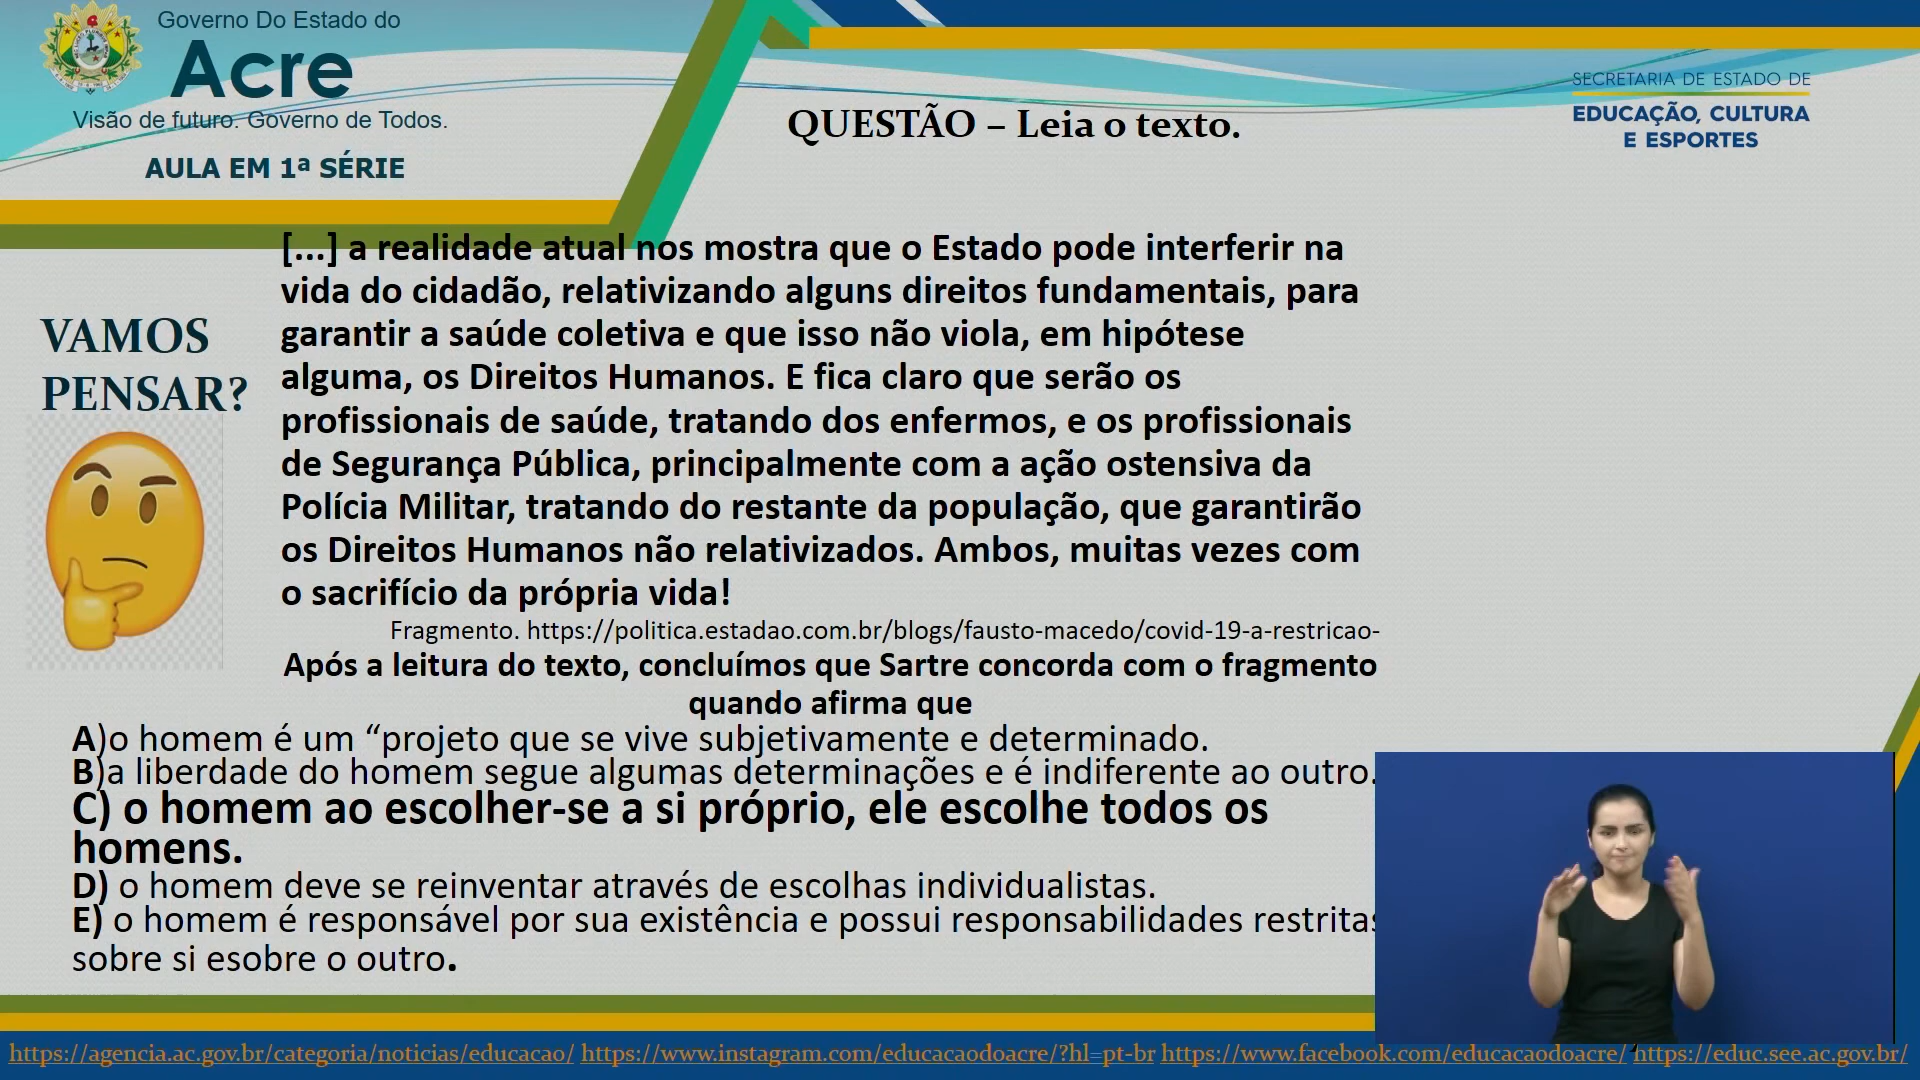 Governo Do Estado do
Acre
Visão de futuro. Governo de Todos.
AULA EM 1ª SÉRIE
QUESTÃO – Leia o texto.
SECRETARIA DE ESTADO DE
EDUCAÇÃO, CULTURA
E ESPORTES
VAMOS
PENSAR?
[...] a realidade atual nos mostra que o Estado pode interferir na
vida do cidadão, relativizando alguns direitos fundamentais, para
garantir a saúde coletiva e que isso não viola, em hipótese
alguma, os Direitos Humanos. E fica claro que serão os
profissionais de saúde, tratando dos enfermos, e os profissionais
de Segurança Pública, principalmente com a ação ostensiva da
Polícia Militar, tratando do restante da população, que garantirão
os Direitos Humanos não relativizados. Ambos, muitas vezes com
o sacrifício da própria vida!
Fragmento. https://politica.estadao.com.br/blogs/fausto-macedo/covid-19-a-restricao-
Após a leitura do texto, concluímos que Sartre concorda com o fragmento
quando afirma que
A)o homem é um “projeto que se vive subjetivamente e determinado.
B)a liberdade do homem segue algumas determinações e é indiferente ao outro.
C) o homem ao escolher-se a si próprio, ele escolhe todos os
homens.
D) o homem deve se reinventar através de escolhas individualistas.
E) o homem é responsável por sua existência e possui responsabilidades restritas
sobre si esobre o outro.
https://agencia.ac.gov.br/categoria/noticias/educacao/ https://www.instagram.com/educacaodoacre/?hl=pt-br https://www.facebook.com/educacaodoacre/ https://educ.see.ac.gov.br/